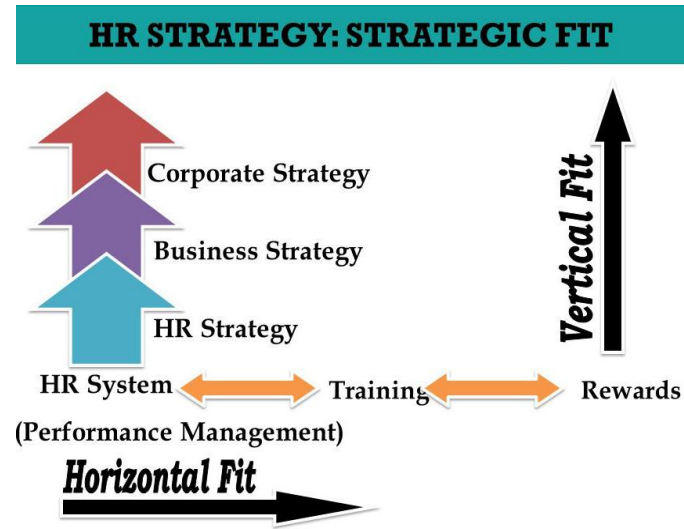 HR STRATEGY: STRATEGIC FIT
Corporate Strategy
Business Strategy
HR Strategy
Vertical Fit
HR System
Training
Rewards
(Performance Management)
Horizontal Fit